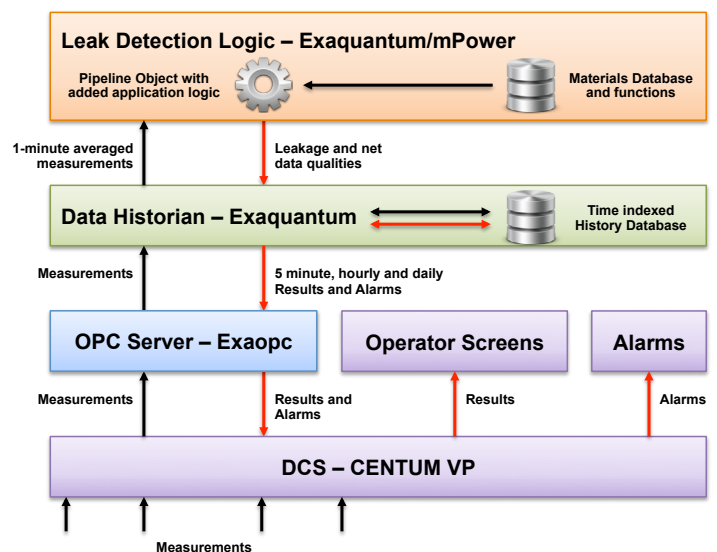 Leak Detection Logic – Exaquantum/mPower
Pipeline Object with
added application logic
Materials Database
and functions
1-minute averaged
measurements
Leakage and net
data qualities
Data Historian – Exaquantum
Time indexed
History Database
Measurements
5 minute, hourly and daily
Results and Alarms
OPC Server – Exaopc
Operator Screens
Alarms
Measurements
Results and
Alarms
Results
Alarms
DCS – CENTUM VP
Measurements